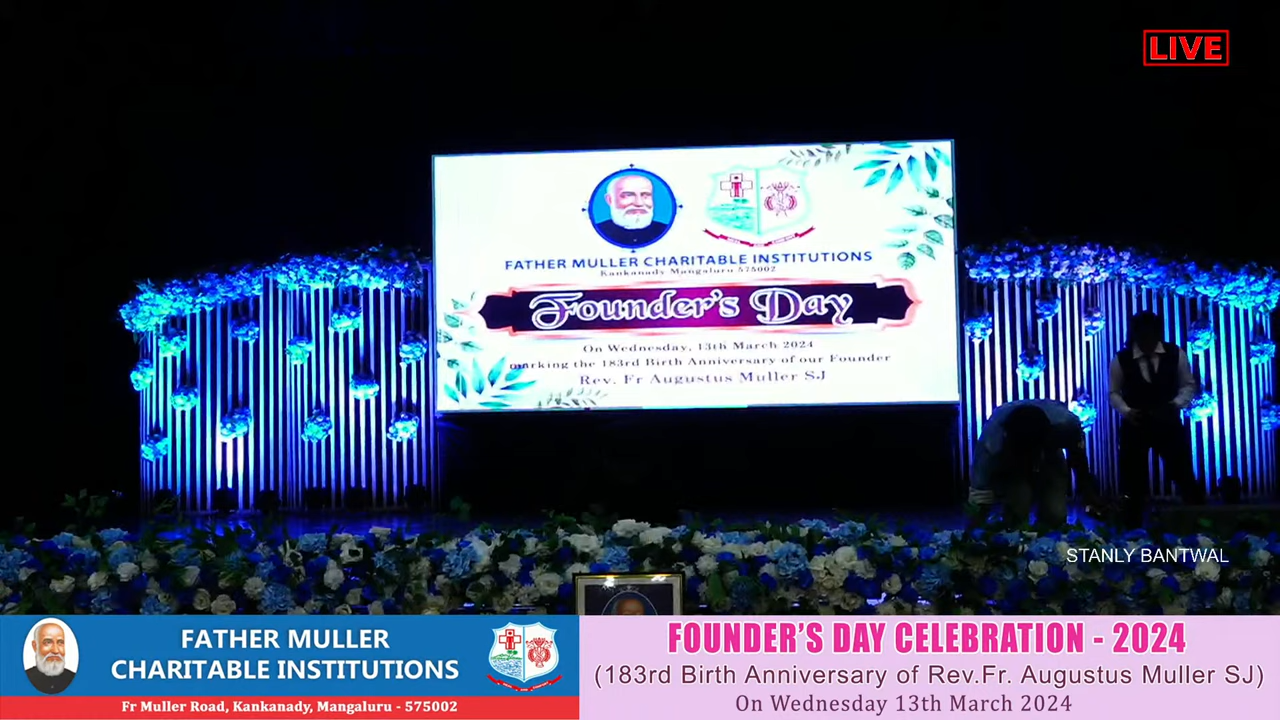 LIVE
FATHER MULLER CHARITABLE INSTITUTIONS
Kankanady Mangaluru 575002
Founder's Day
On Wednesday, 13th March 2024
marking the 183rd Birth Anniversary of our Founder
Rev. Fr Augustus Muller SJ
STANLY BANTWAL
FATHER MULLER
CHARITABLE INSTITUTIONS
Fr Muller Road, Kankanady, Mangaluru - 575002
FOUNDER'S DAY CELEBRATION - 2024
(183rd Birth Anniversary of Rev.Fr. Augustus Muller SJ)
On Wednesday 13th March 2024